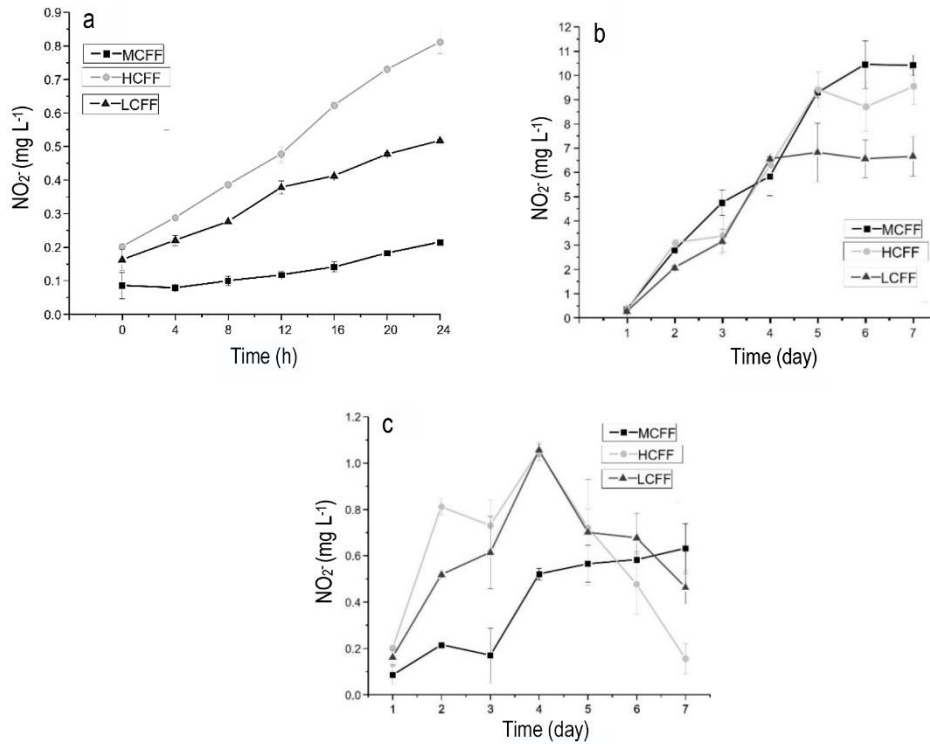 a
MCFF
HCFF
LCFF
NO₂⁻ (mg L⁻¹)
0.9
0.8
0.7
0.6
0.5
0.4
0.3
0.2
0.1
0.0
0 4 8 12 16 20 24
Time (h)
b
NO₂⁻ (mg L⁻¹)
12
11
10
9
8
7
6
5
4
3
2
1
0
MCFF
HCFF
LCFF
1 2 3 4 5 6 7
Time (day)
c
MCFF
HCFF
LCFF
NO₂⁻ (mg L⁻¹)
1.2
1.0
0.8
0.6
0.4
0.2
0.0
1 2 3 4 5 6 7
Time (day)